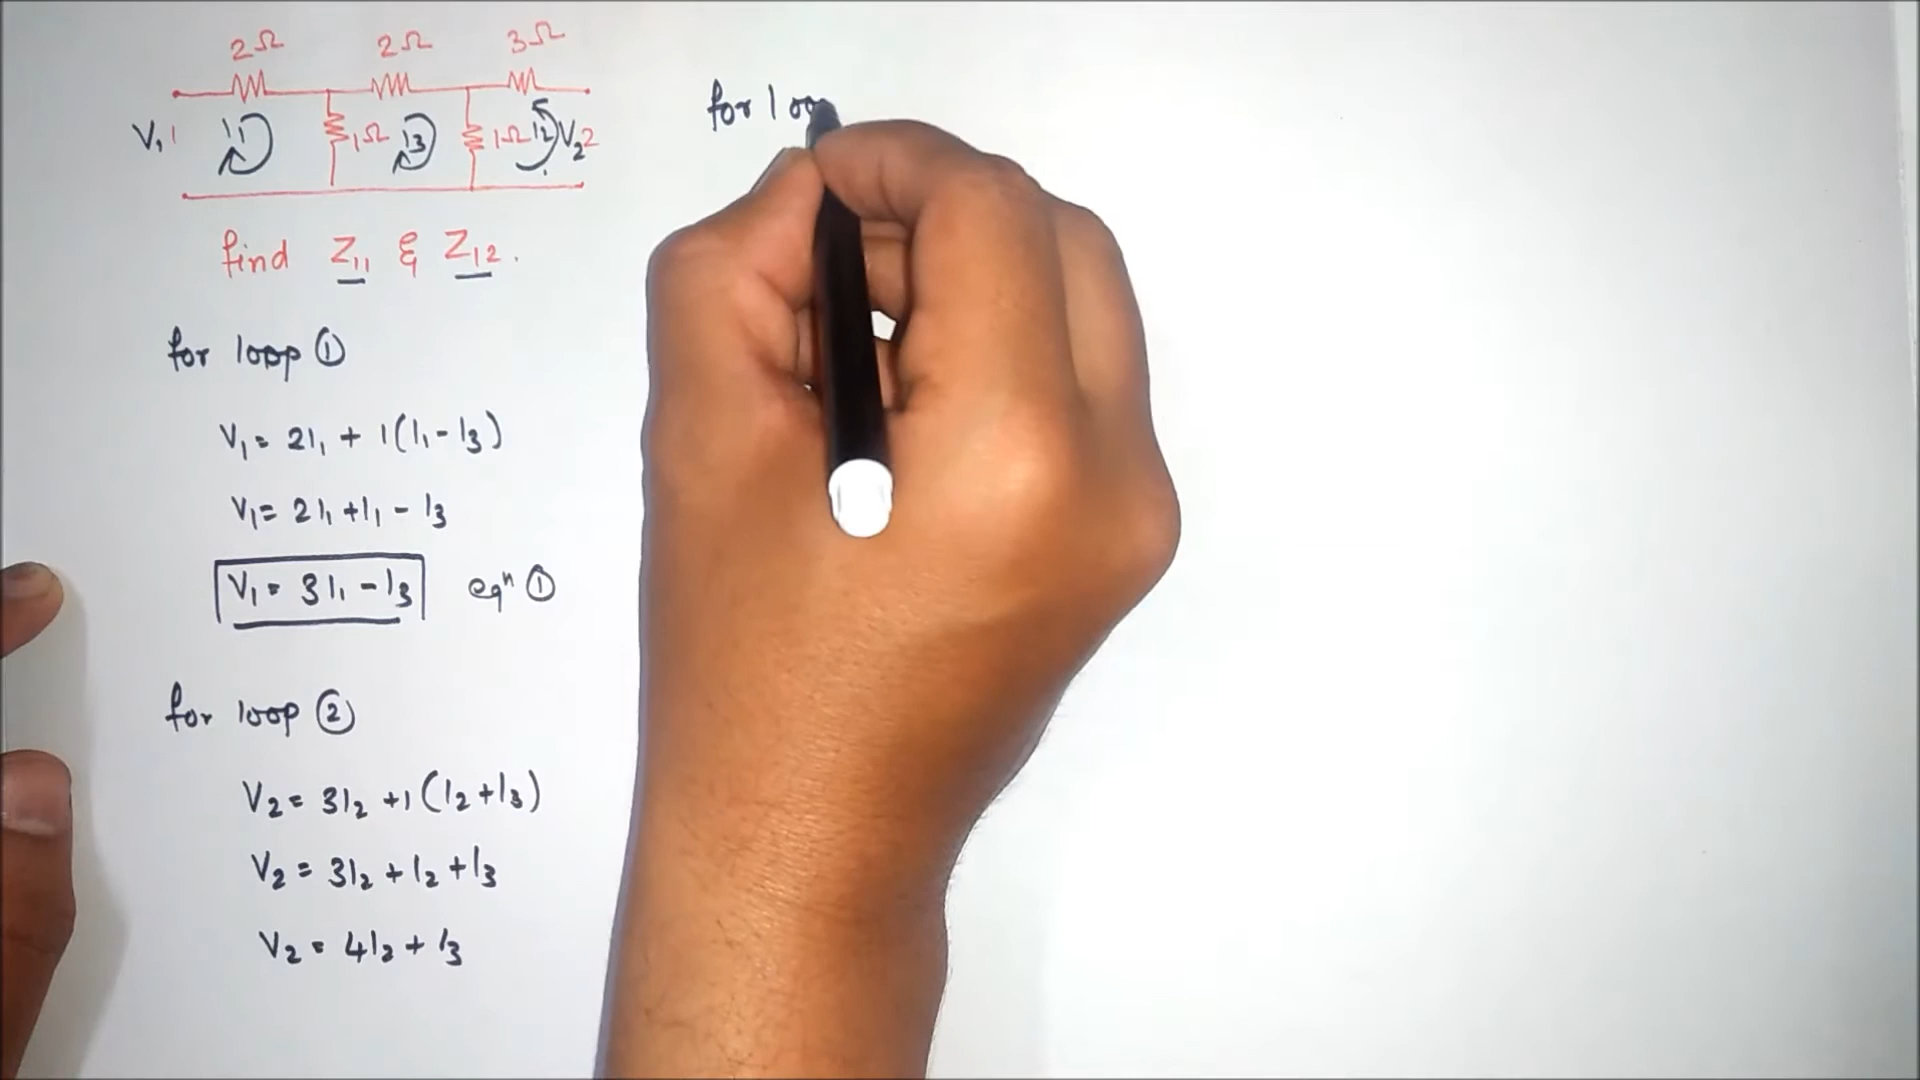 2Ω 2Ω 3Ω
V₁ 1 I₁ 1Ω I₃ 1Ω I₂ V₂ 2
find Z₁₁ & Z₁₂.
for loop ①
V₁ = 2I₁ + 1(I₁ - I₃)
V₁ = 2I₁ + I₁ - I₃
V₁ = 3I₁ - I₃ eqⁿ ①
for loop ②
V₂ = 3I₂ + 1(I₂ + I₃)
V₂ = 3I₂ + I₂ + I₃
V₂ = 4I₂ + I₃
for loo